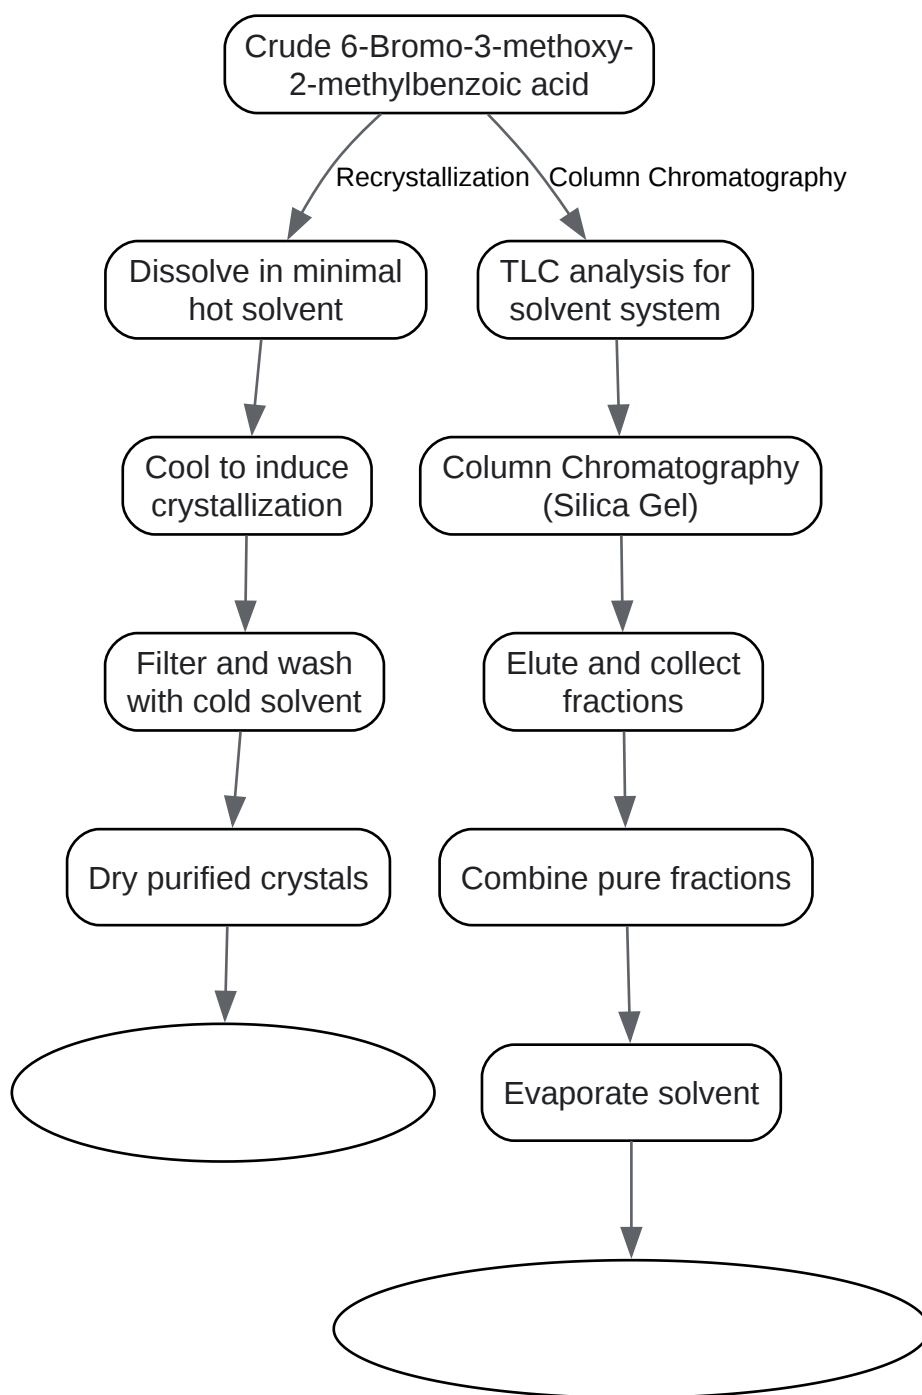 Crude 6-Bromo-3-methoxy-
2-methylbenzoic acid
Recrystallization
Column Chromatography
Dissolve in minimal
hot solvent
TLC analysis for
solvent system
Cool to induce
crystallization
Column Chromatography
(Silica Gel)
Filter and wash
with cold solvent
Elute and collect
fractions
Dry purified crystals
Combine pure fractions
Evaporate solvent